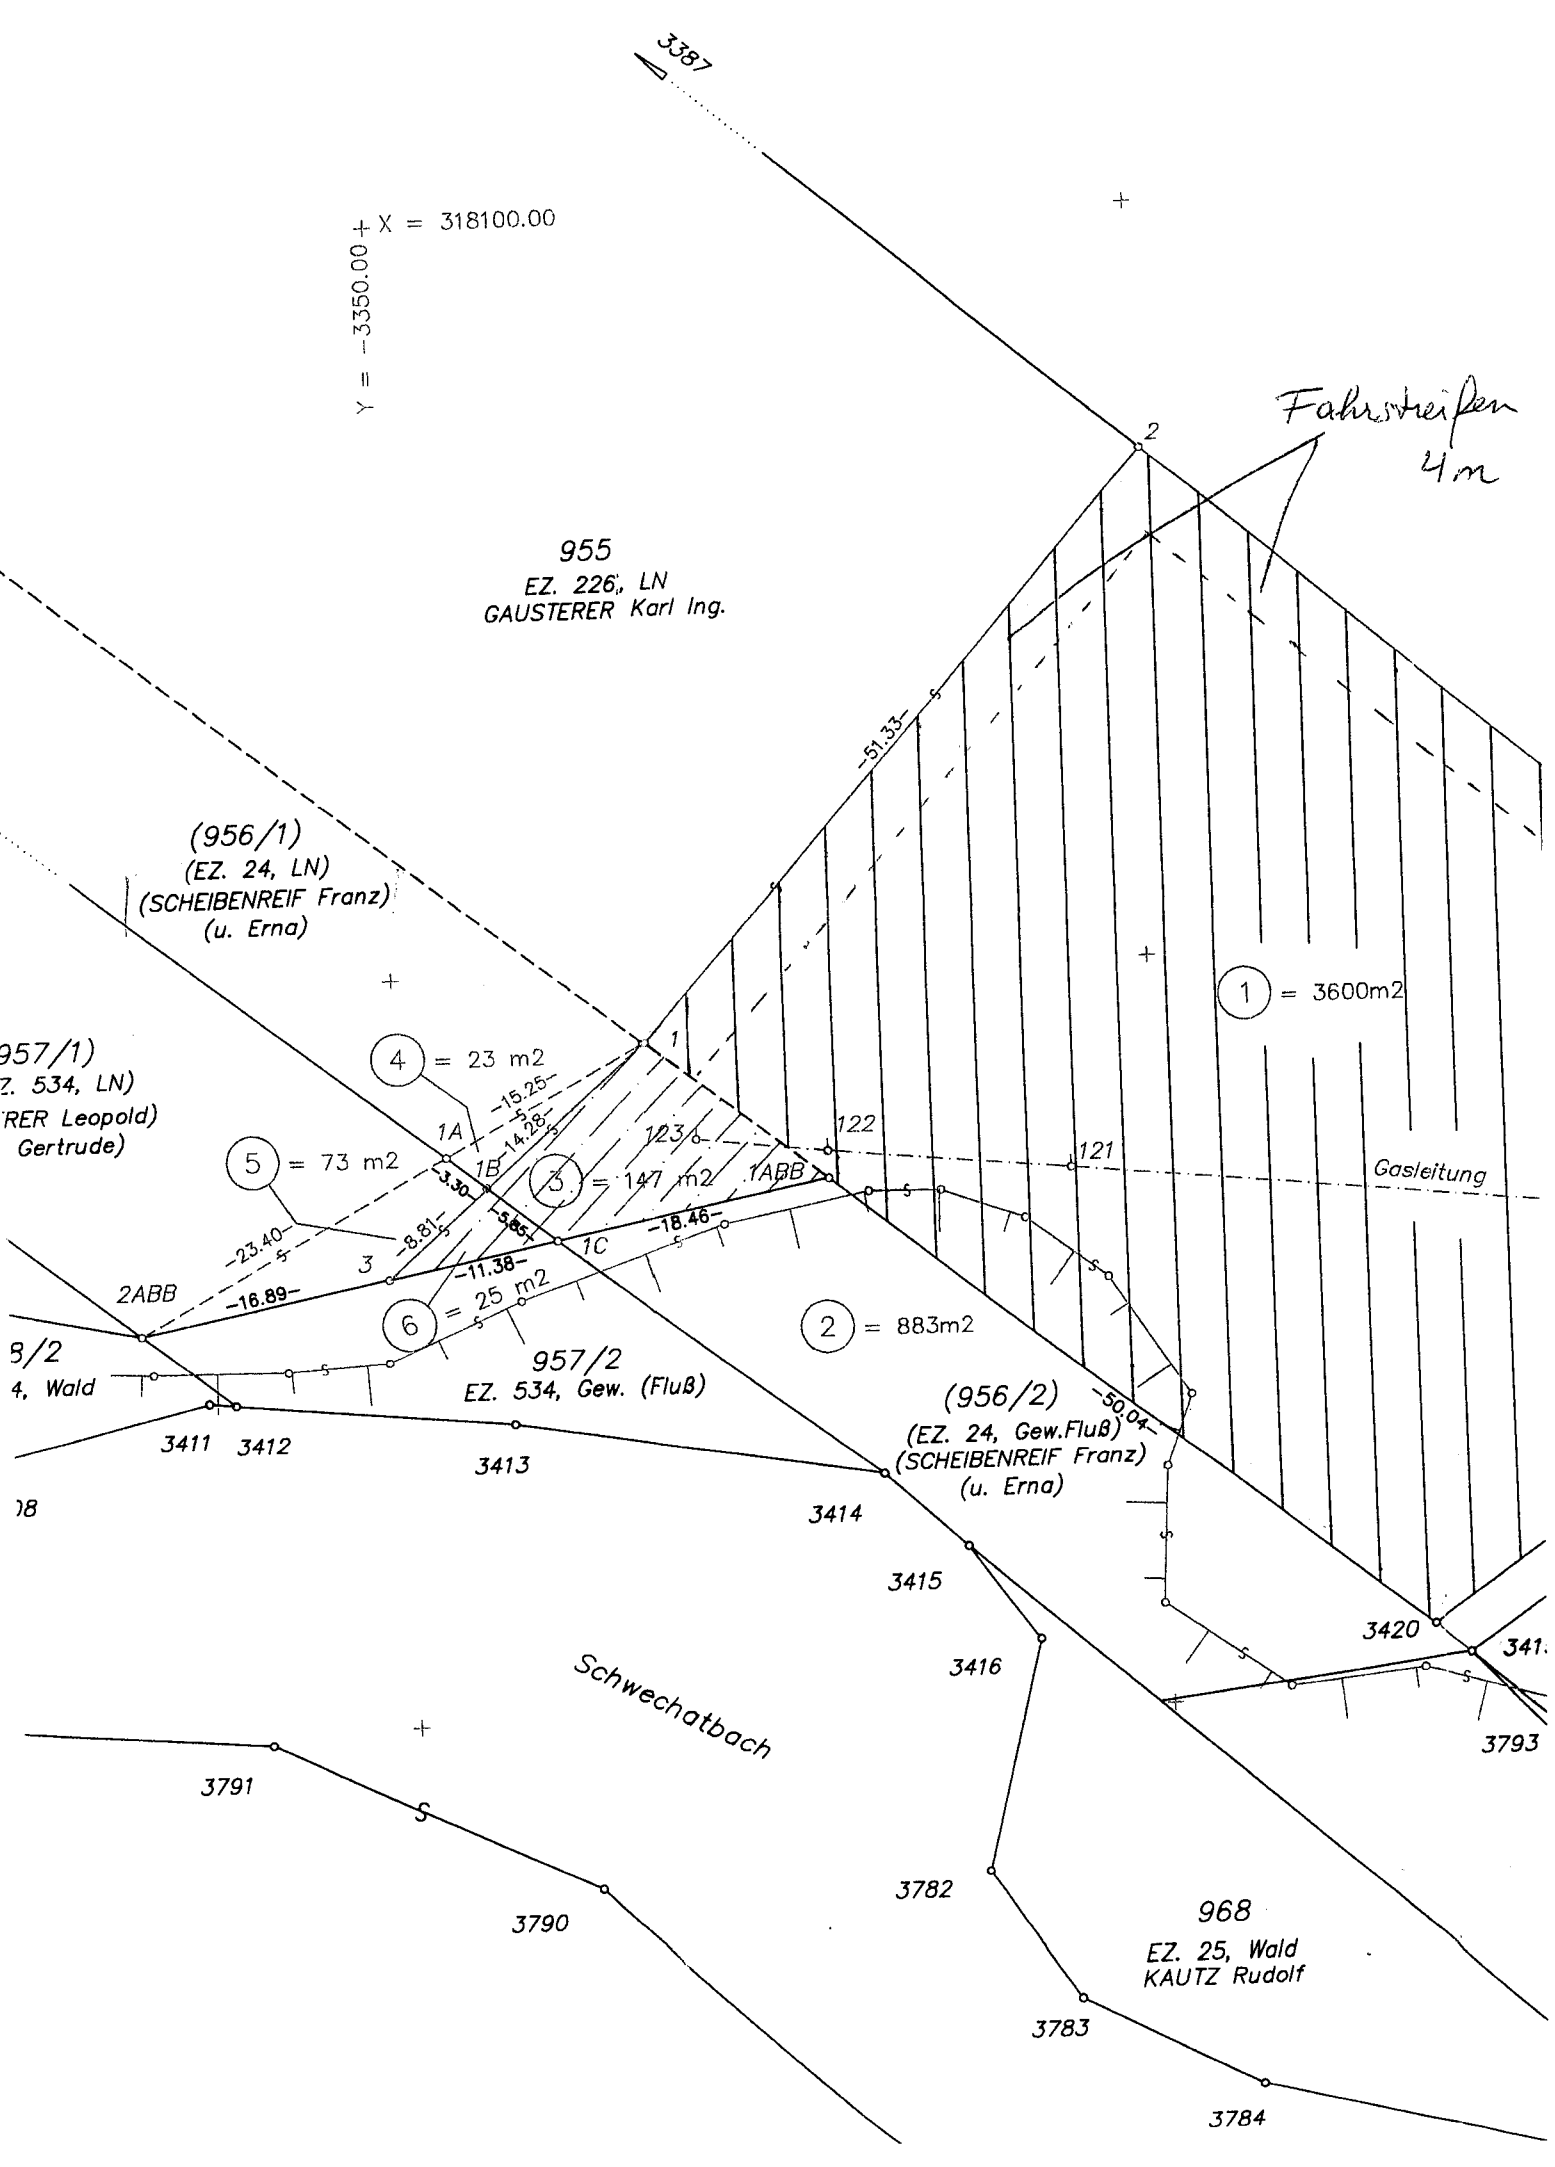 3387
X = 318100.00
Y = -3350.00
Fahrstreifen
4m
2
955
EZ. 226, LN
GAUSTERER Karl Ing.
-51.33-
(956/1)
(EZ. 24, LN)
(SCHEIBENREIF Franz)
(u. Erna)
1 = 3600m2
957/1)
Z. 534, LN)
RER Leopold)
Gertrude)
4 = 23 m2
1
-15.25-
-14.28-
1A
1B
123
122
121
Gasleitung
5 = 73 m2
-3.30-
3 = 147 m2
1ABB
-5.85-
-18.46-
-23.40-
-8.81-
1C
3
-11.38-
2ABB
-16.89-
6 = 25 m2
2 = 883m2
8/2
4, Wald
957/2
EZ. 534, Gew. (Fluß)
(956/2)
-50.04-
(EZ. 24, Gew.Fluß)
(SCHEIBENREIF Franz)
(u. Erna)
3411
3412
3413
3414
08
3415
3420
341
3416
Schwechatbach
3793
3791
S
3790
3782
968
EZ. 25, Wald
KAUTZ Rudolf
3783
3784